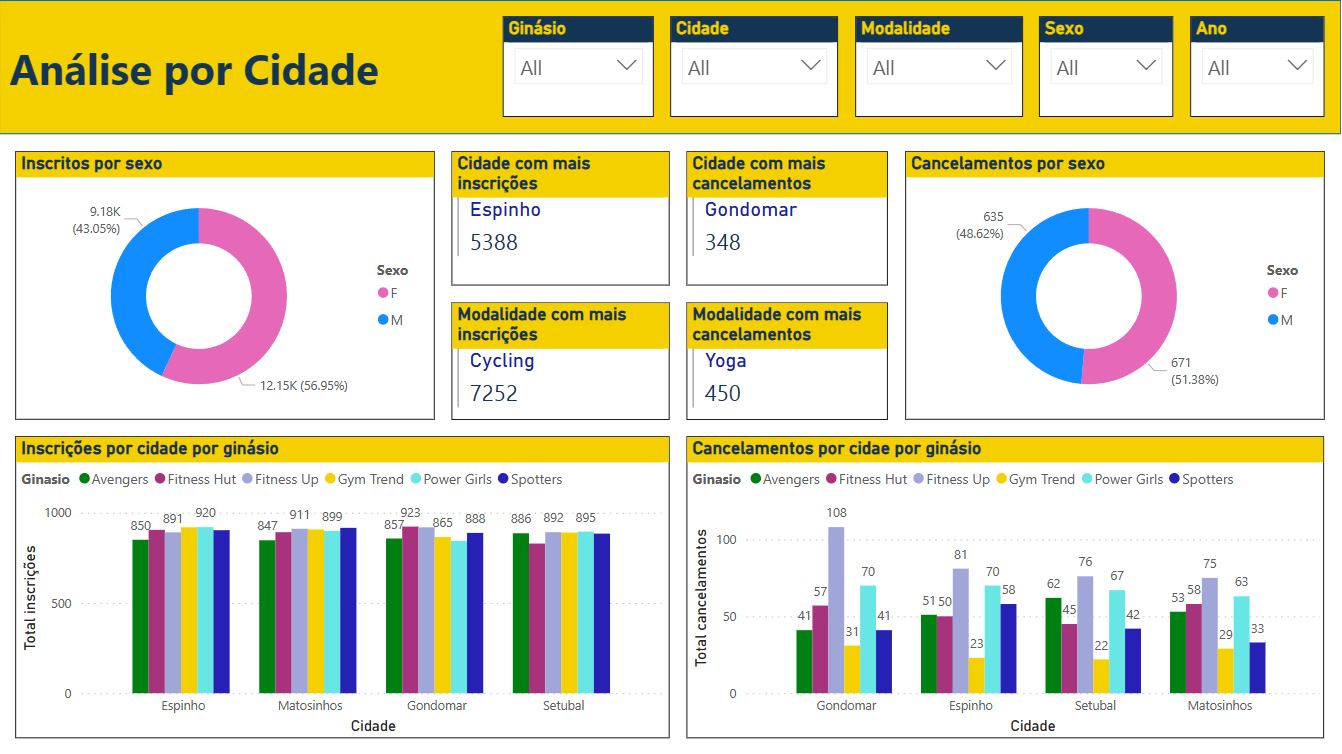 Análise por Cidade
Ginásio
All
Cidade
All
Modalidade
All
Sexo
All
Ano
All
Inscritos por sexo
9.18K
(43.05%)
12.15K (56.95%)
Sexo
F
M
Cidade com mais
inscrições
Espinho
5388
Cidade com mais
cancelamentos
Gondomar
348
Modalidade com mais
inscrições
Cycling
7252
Modalidade com mais
cancelamentos
Yoga
450
Cancelamentos por sexo
635
(48.62%)
671
(51.38%)
Sexo
F
M
Inscrições por cidade por ginásio
Ginasio Avengers Fitness Hut Fitness Up Gym Trend Power Girls Spotters
Total inscrições
1000
500
0
850 891 920
847 911 899
857 923 865 888
886 892 895
Espinho Matosinhos Gondomar Setubal
Cidade
Cancelamentos por cidae por ginásio
Ginasio Avengers Fitness Hut Fitness Up Gym Trend Power Girls Spotters
Total cancelamentos
100
50
0
41 57 108 31 70 41
51 50 81 23 70 58
62 45 76 22 67 42
53 58 75 29 63 33
Gondomar Espinho Setubal Matosinhos
Cidade